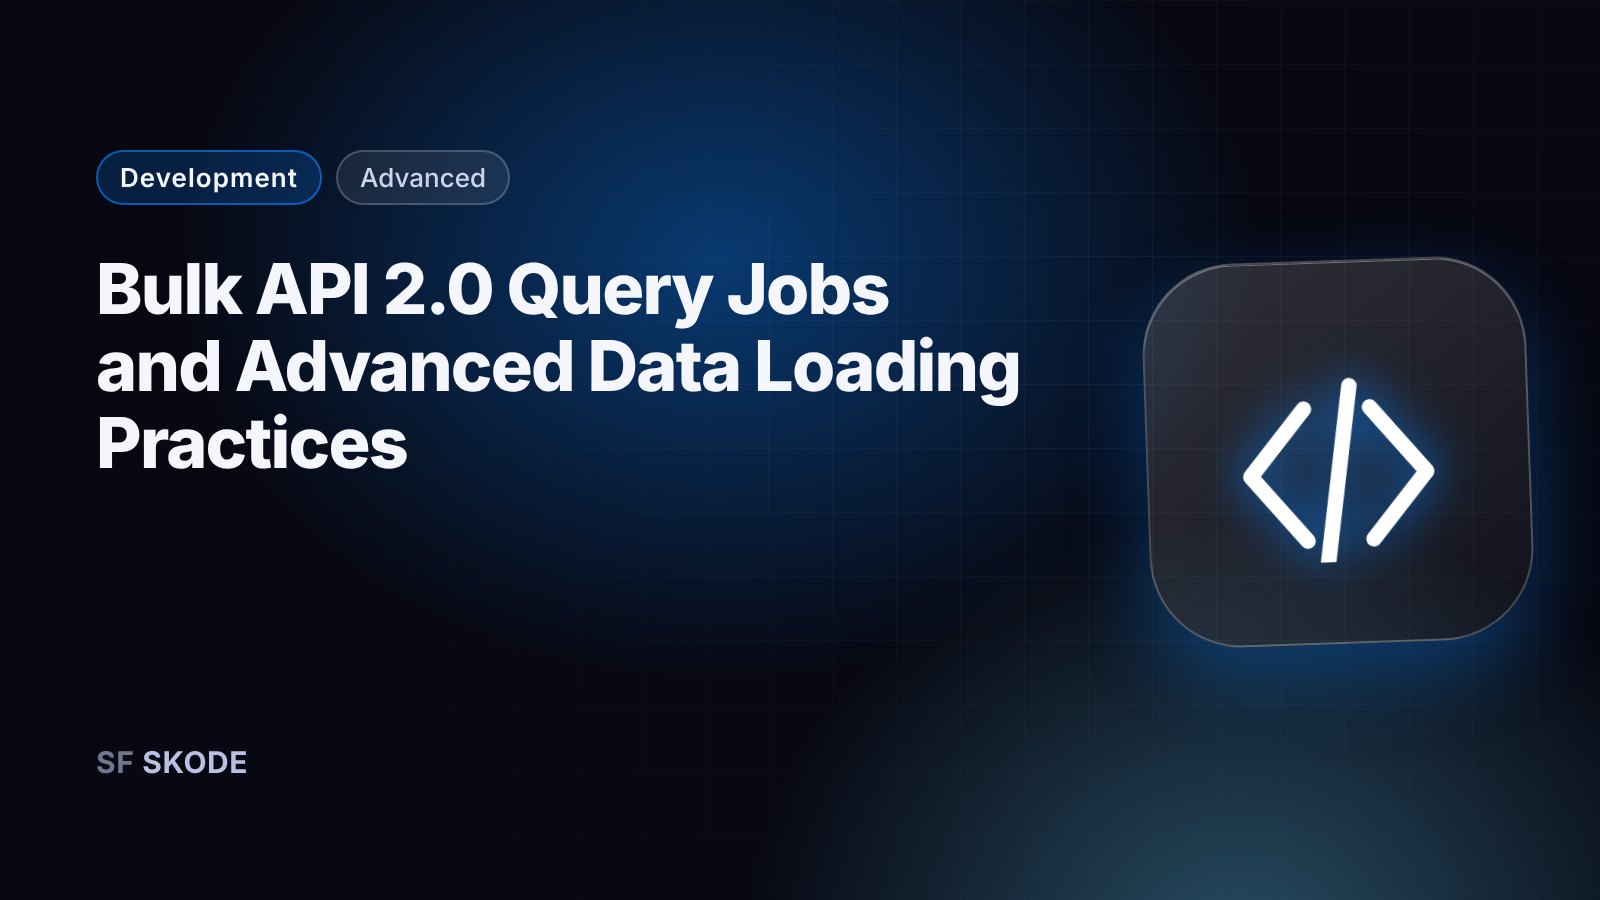 Development
Advanced
Bulk API 2.0 Query Jobs
and Advanced Data Loading
Practices
SF SKODE